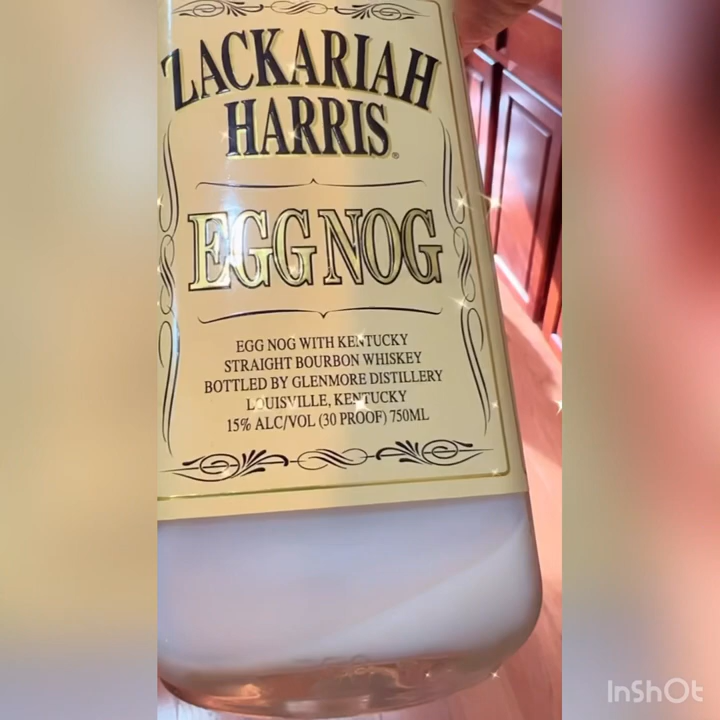 ZACKARIAH
HARRIS®
EGG NOG
EGG NOG WITH KENTUCKY
STRAIGHT BOURBON WHISKEY
BOTTLED BY GLENMORE DISTILLERY
LOUISVILLE, KENTUCKY
15% ALC/VOL (30 PROOF) 750ML
InShOt